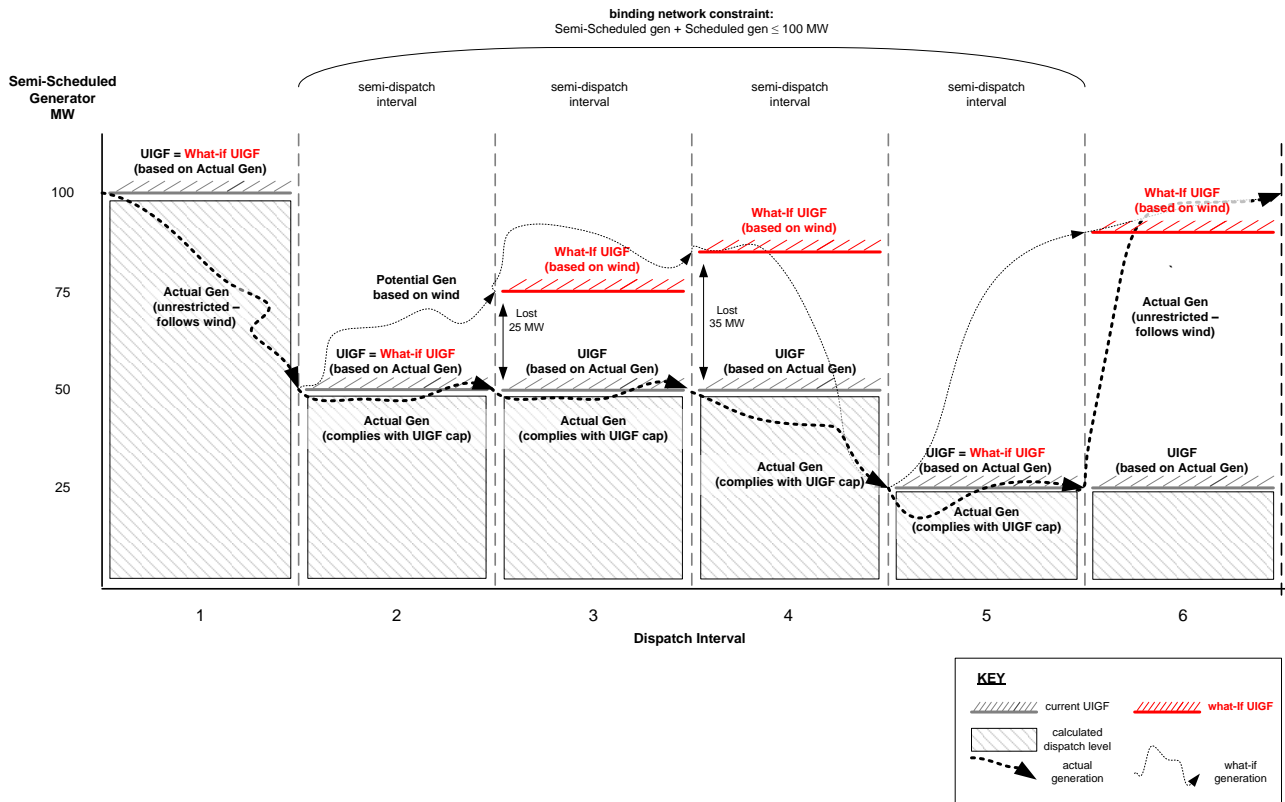 binding network constraint:
Semi-Scheduled gen + Scheduled gen ≤ 100 MW
Semi-Scheduled
Generator
MW
semi-dispatch
interval
semi-dispatch
interval
semi-dispatch
interval
semi-dispatch
interval
UIGF = What-if UIGF
(based on Actual Gen)
100
75
50
25
Actual Gen
(unrestricted –
follows wind)
Potential Gen
based on wind
UIGF = What-if UIGF
(based on Actual Gen)
Actual Gen
(complies with UIGF cap)
What-If UIGF
(based on wind)
Lost
25 MW
UIGF
(based on Actual Gen)
Actual Gen
(complies with UIGF cap)
What-If UIGF
(based on wind)
Lost
35 MW
UIGF
(based on Actual Gen)
Actual Gen
(complies with UIGF cap)
UIGF = What-if UIGF
(based on Actual Gen)
Actual Gen
(complies with UIGF cap)
What-If UIGF
(based on wind)
Actual Gen
(unrestricted –
follows wind)
UIGF
(based on Actual Gen)
1
2
3
4
5
6
Dispatch Interval
KEY
current UIGF
what-If UIGF
calculated
dispatch level
actual
generation
what-if
generation